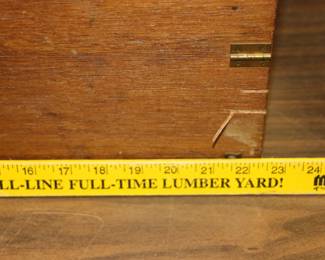 16 17 18 19 20 21 22 23 24
LL-LINE FULL-TIME LUMBER YARD!